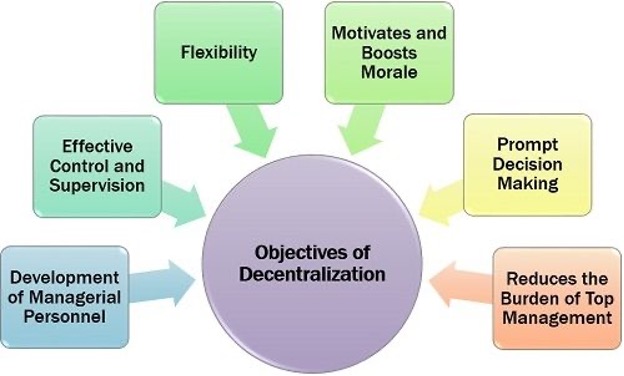 Flexibility
Motivates and
Boosts
Morale
Effective
Control and
Supervision
Prompt
Decision
Making
Objectives of
Decentralization
Development
of Managerial
Personnel
Reduces the
Burden of Top
Management